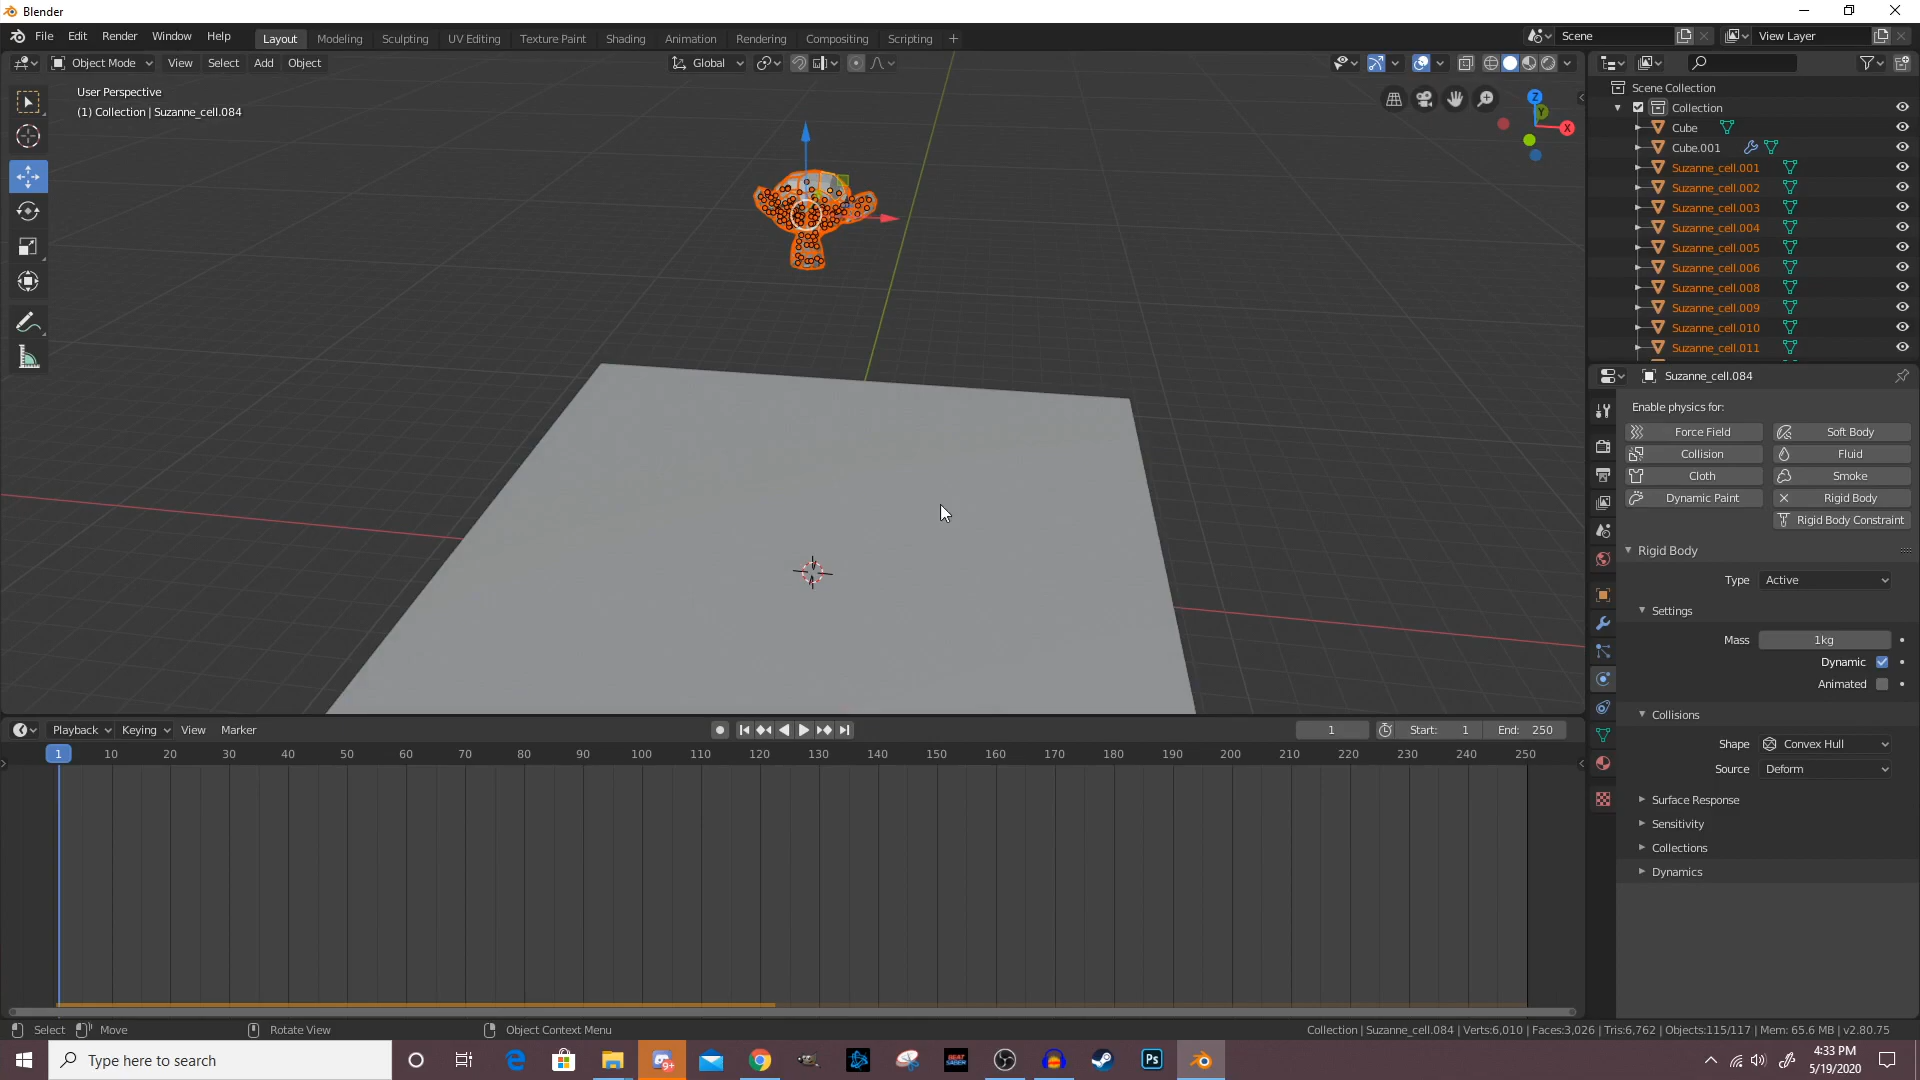 Blender
File Edit Render Window Help
Layout Modeling Sculpting UV Editing Texture Paint Shading Animation Rendering Compositing Scripting +
Scene
View Layer
Object Mode View Select Add Object
Global
User Perspective
(1) Collection | Suzanne_cell.084
Z
Y
X
Scene Collection
Collection
Cube
Cube.001
Suzanne_cell.001
Suzanne_cell.002
Suzanne_cell.003
Suzanne_cell.004
Suzanne_cell.005
Suzanne_cell.006
Suzanne_cell.008
Suzanne_cell.009
Suzanne_cell.010
Suzanne_cell.011
Suzanne_cell.084
Enable physics for:
Force Field Soft Body
Collision Fluid
Cloth Smoke
Dynamic Paint Rigid Body
Rigid Body Constraint
Rigid Body
Type Active
Settings
Mass 1kg
Dynamic
Animated
Collisions
Shape Convex Hull
Source Deform
Surface Response
Sensitivity
Collections
Dynamics
Playback Keying View Marker
1 Start: 1 End: 250
1 10 20 30 40 50 60 70 80 90 100 110 120 130 140 150 160 170 180 190 200 210 220 230 240 250
Select Move Rotate View Object Context Menu
Collection | Suzanne_cell.084 | Verts:6,010 | Faces:3,026 | Tris:6,762 | Objects:115/117 | Mem: 65.6 MB | v2.80.75
Type here to search
9+
BEAT SABER
Ps
4:33 PM
5/19/2020